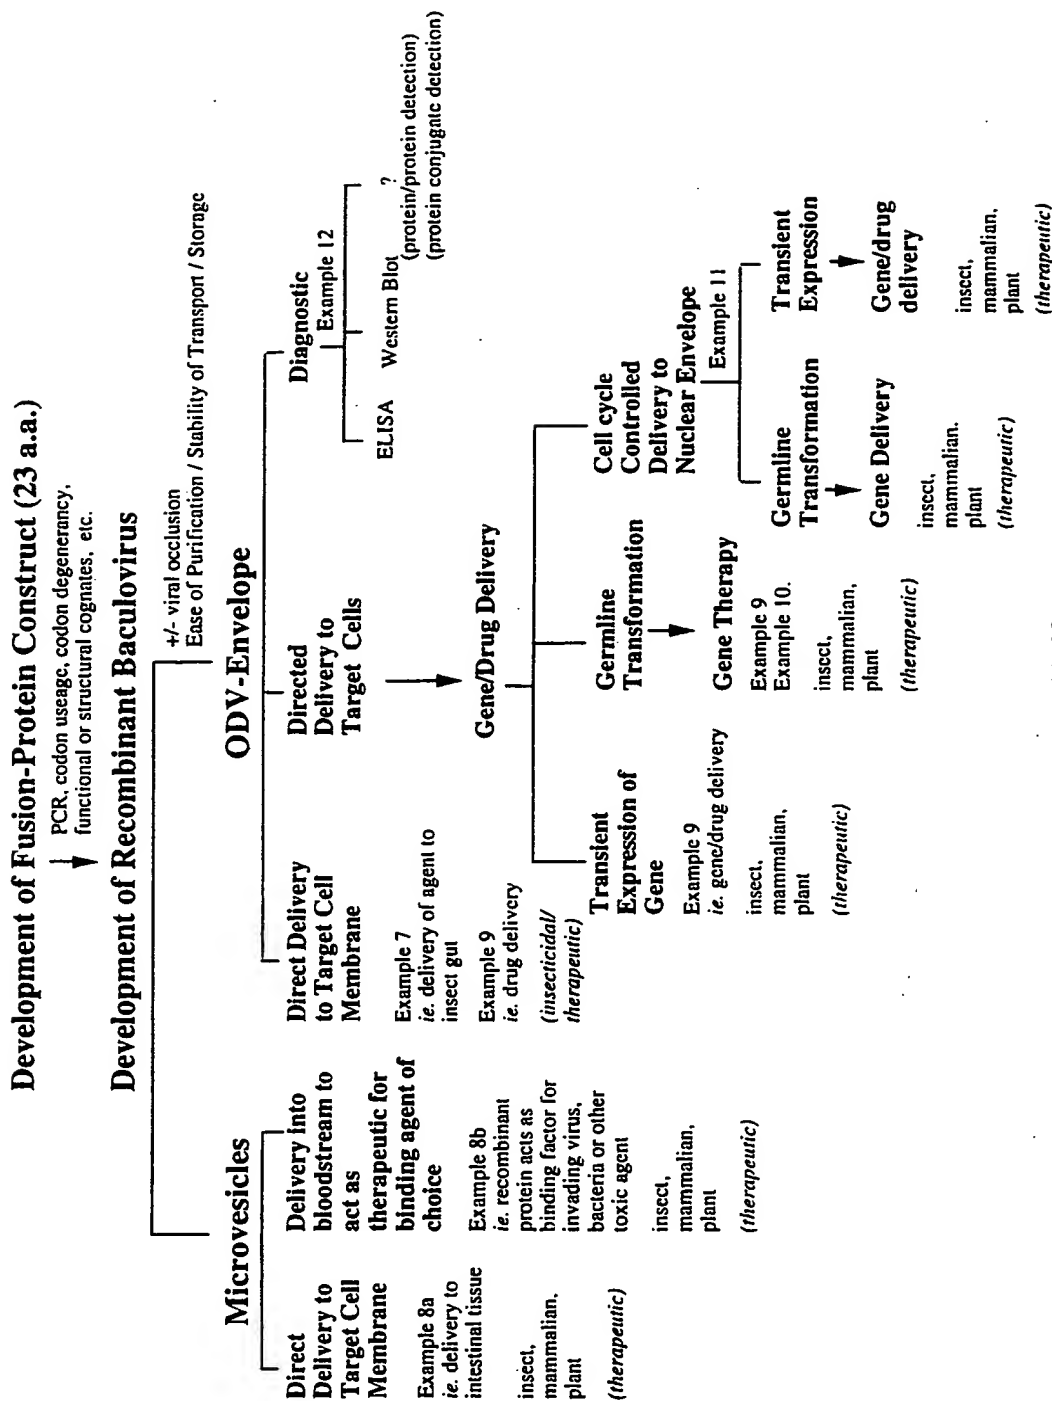 Development of Fusion-Protein Construct (23 a.a.)
PCR, codon useage, codon degenerancy,
functional or structural cognates, etc.
Development of Recombinant Baculovirus
+/- viral occlusion
Ease of Purification / Stability of Transport / Storage
Microvesicles
ODV-Envelope
Direct
Delivery to
Target Cell
Membrane
Example 8a
ie. delivery to
intestinal tissue
insect,
mammalian,
plant
(therapeutic)
Delivery into
bloodstream to
act as
therapeutic for
binding agent of
choice
Example 8b
ie. recombinant
protein acts as
binding factor for
invading virus,
bacteria or other
toxic agent
insect,
mammalian,
plant
(therapeutic)
Direct Delivery
to Target Cell
Membrane
Example 7
ie. delivery of agent to
insect gut
Example 9
ie. drug delivery
(insecticidal/
therapeutic)
Directed
Delivery to
Target Cells
Diagnostic
Example 12
ELISA
Western Blot
?
(protein/protein detection)
(protein conjugate detection)
Gene/Drug Delivery
Transient
Expression of
Gene
Example 9
ie. gene/drug delivery
insect,
mammalian,
plant
(therapeutic)
Germline
Transformation
Gene Therapy
Example 9
Example 10.
insect,
mammalian,
plant
(therapeutic)
Cell cycle
Controlled
Delivery to
Nuclear Envelope
Example 11
Germline
Transformation
Gene Delivery
insect,
mammalian.
plant
(therapeutic)
Transient
Expression
Gene/drug
delivery
insect,
mammalian,
plant
(therapeutic)